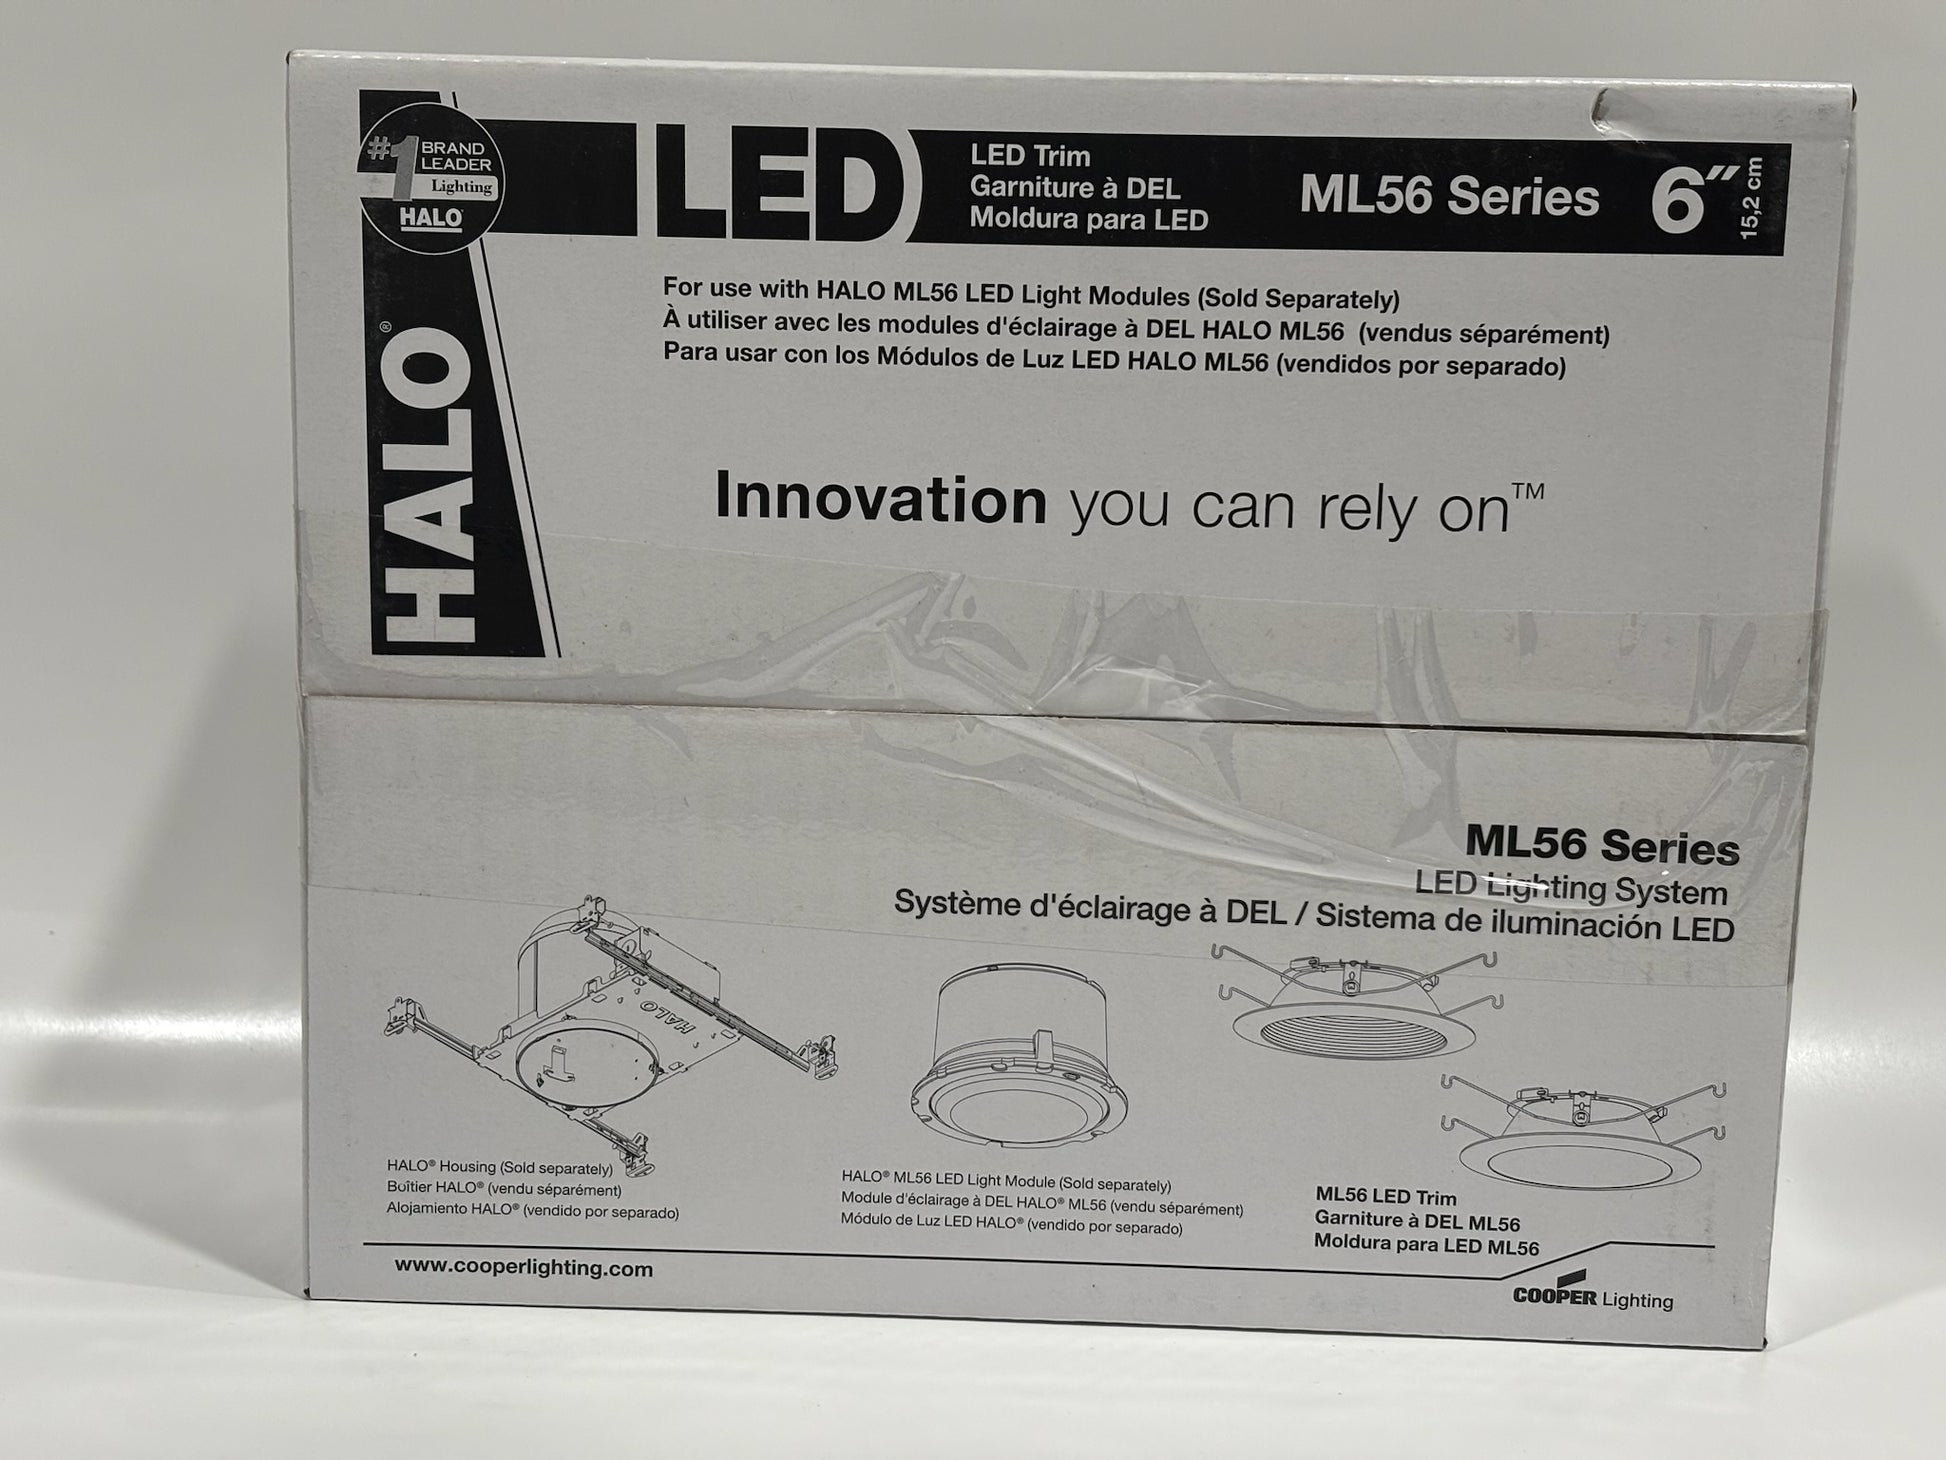 #1 BRAND
LEADER
Lighting
HALO
HALO®
LED
LED Trim
Garniture à DEL
Moldura para LED
ML56 Series
6"
15,2 cm
For use with HALO ML56 LED Light Modules (Sold Separately)
À utiliser avec les modules d'éclairage à DEL HALO ML56 (vendus séparément)
Para usar con los Módulos de Luz LED HALO ML56 (vendidos por separado)
Innovation you can rely on™
ML56 Series
LED Lighting System
Système d'éclairage à DEL / Sistema de iluminación LED
HALO
HALO® Housing (Sold separately)
Boîtier HALO® (vendu séparément)
Alojamiento HALO® (vendido por separado)
HALO® ML56 LED Light Module (Sold separately)
Module d'éclairage à DEL HALO® ML56 (vendu séparément)
Módulo de Luz LED HALO® (vendido por separado)
ML56 LED Trim
Garniture à DEL ML56
Moldura para LED ML56
www.cooperlighting.com
COOPER Lighting